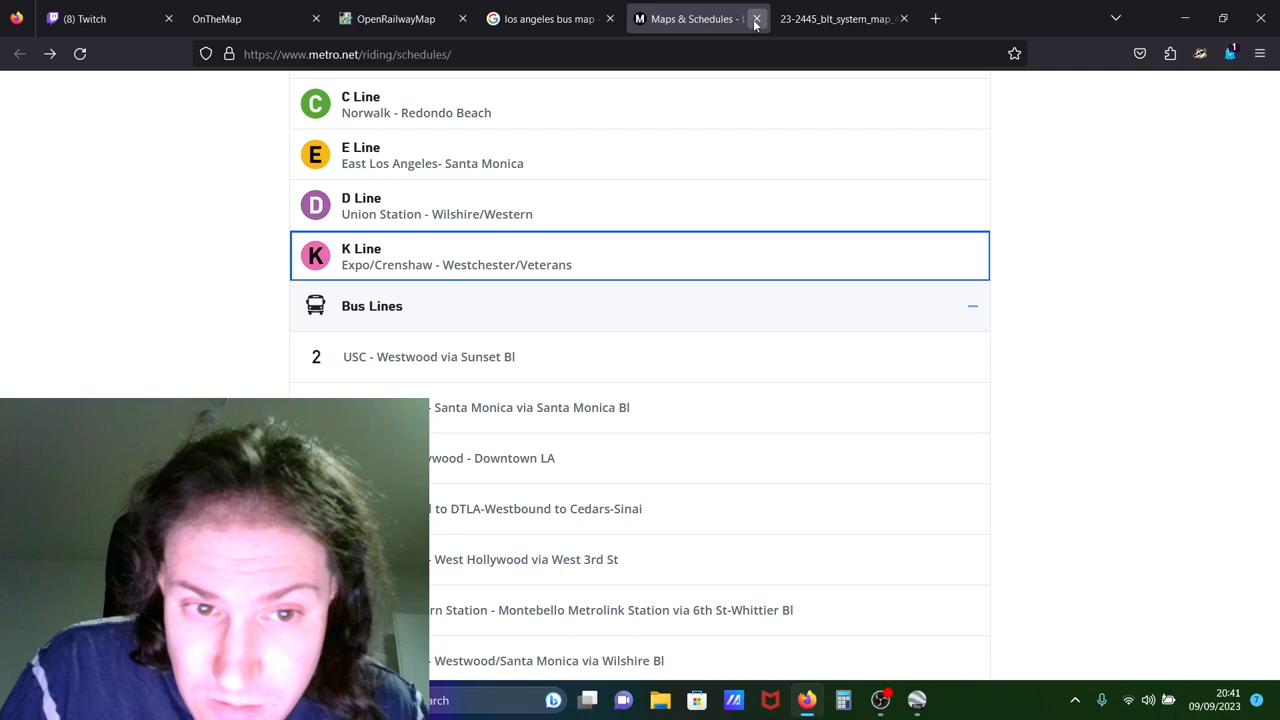 (8) Twitch
OnTheMap
OpenRailwayMap
los angeles bus map -
M Maps & Schedules - L
23-2445_blt_system_map_4
https://www.metro.net/riding/schedules/
1
C
C Line
Norwalk - Redondo Beach
E
E Line
East Los Angeles- Santa Monica
D
D Line
Union Station - Wilshire/Western
K
K Line
Expo/Crenshaw - Westchester/Veterans
Bus Lines
2 USC - Westwood via Sunset Bl
- Santa Monica via Santa Monica Bl
- Downtown LA
to DTLA-Westbound to Cedars-Sinai
- West Hollywood via West 3rd St
Station - Montebello Metrolink Station via 6th St-Whittier Bl
- Westwood/Santa Monica via Wilshire Bl
20:41
09/09/2023
7